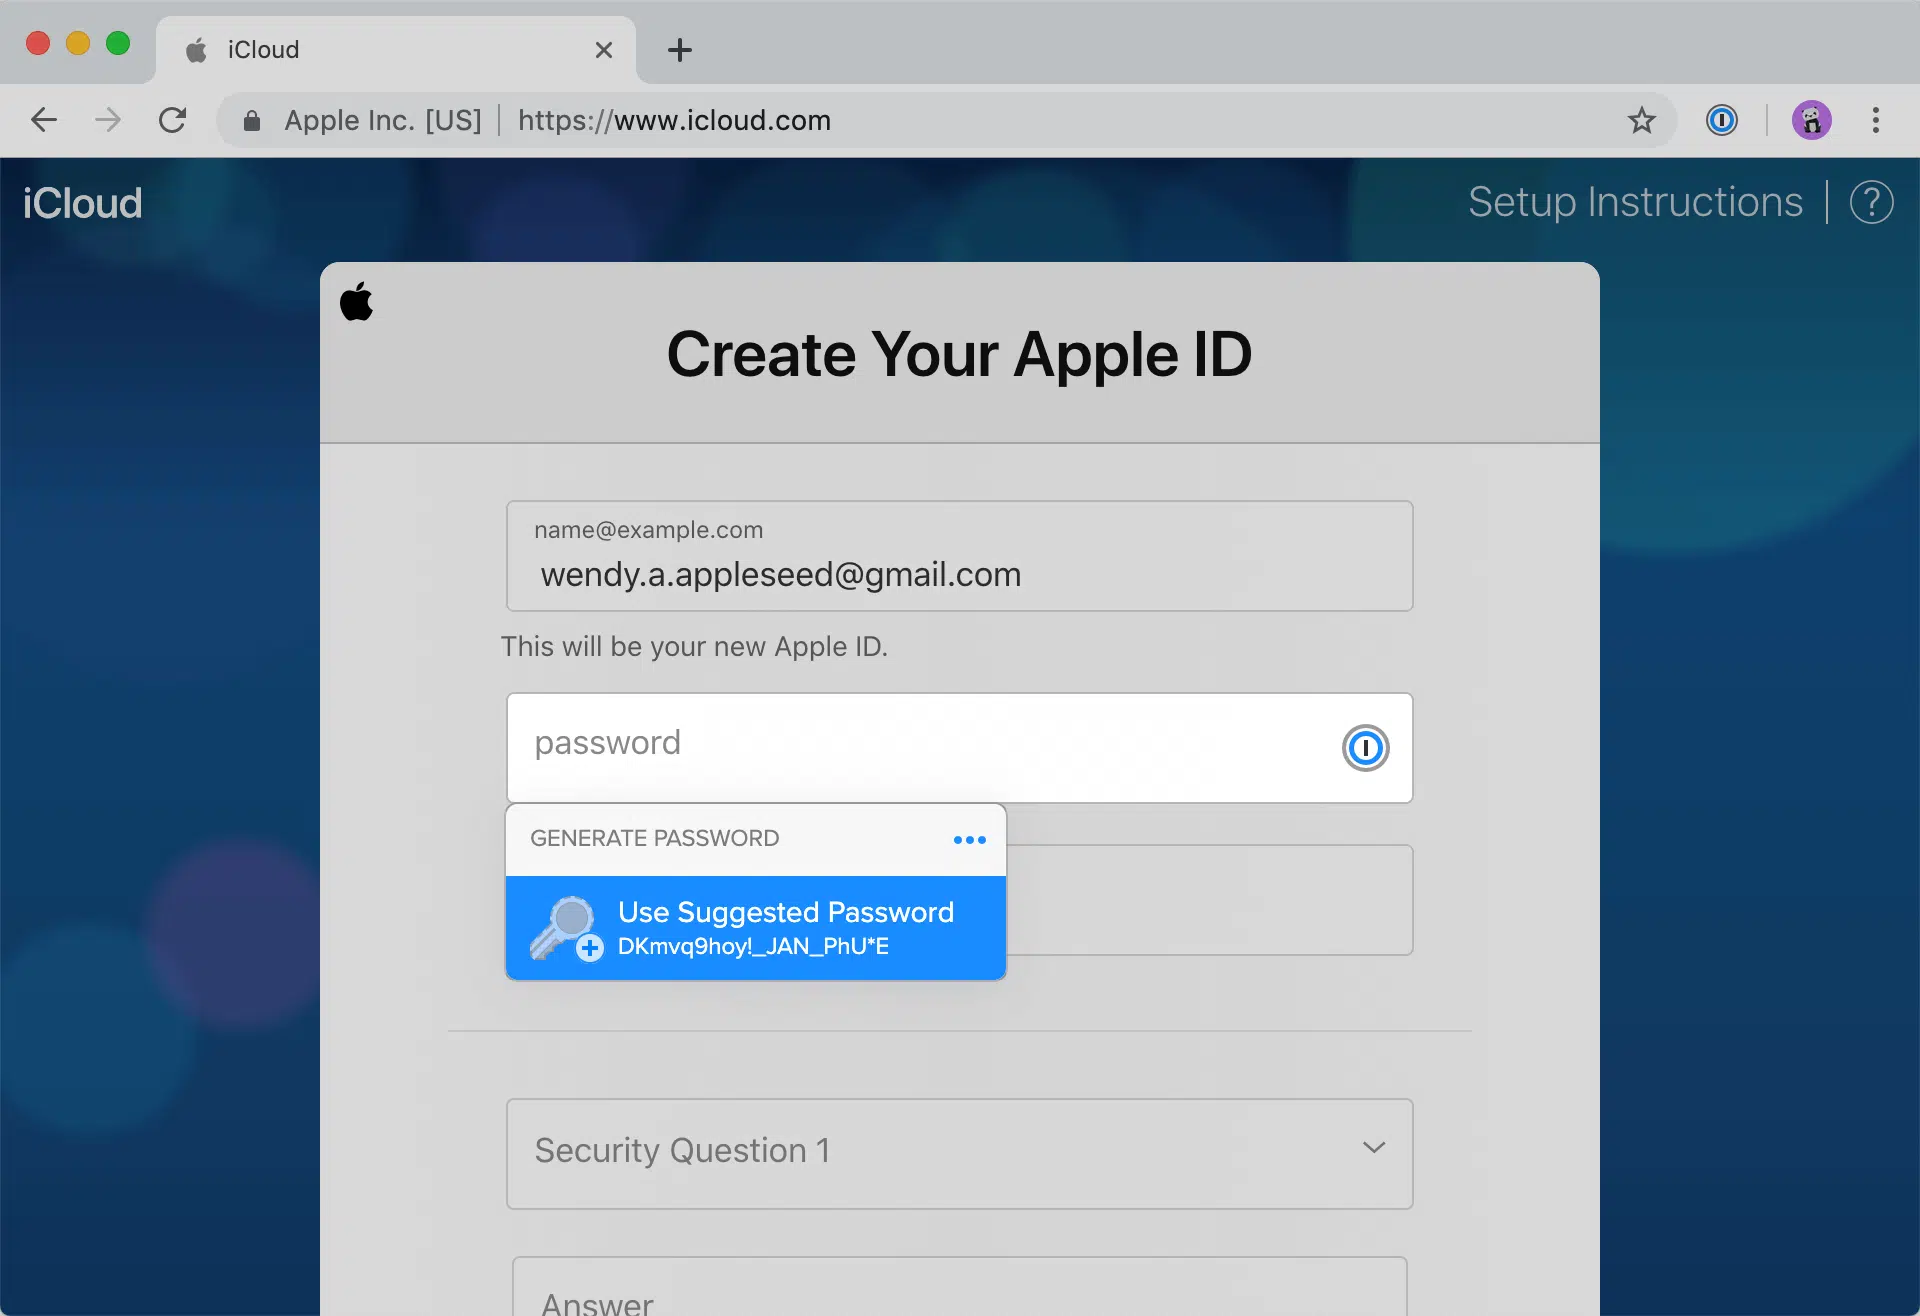 iCloud
Apple Inc. [US] | https://www.icloud.com
iCloud
Setup Instructions | ?
Create Your Apple ID
name@example.com
wendy.a.appleseed@gmail.com
This will be your new Apple ID.
password
GENERATE PASSWORD
Use Suggested Password
DKmvq9hoy!_JAN_PhU*E
Security Question 1
Answer